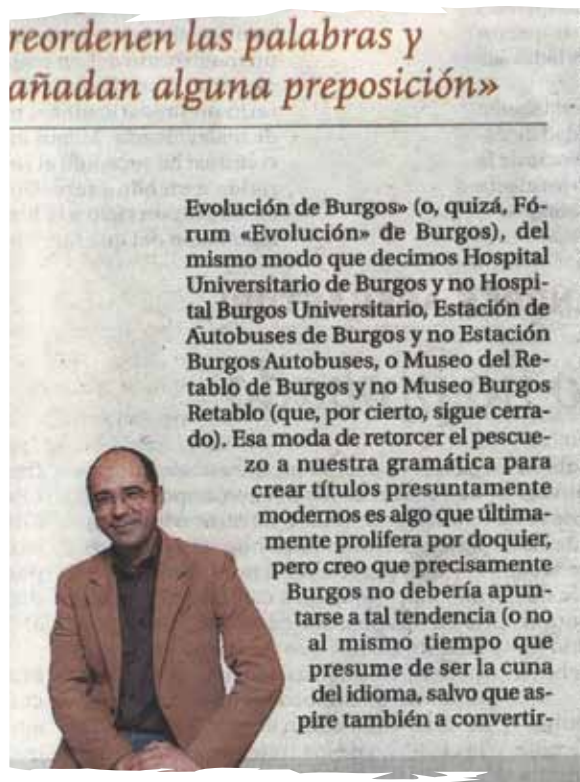 reordenen las palabras y
añadan alguna preposición»
Evolución de Burgos» (o, quizá, Fó-
rum «Evolución» de Burgos), del
mismo modo que decimos Hospital
Universitario de Burgos y no Hospi-
tal Burgos Universitario, Estación de
Autobuses de Burgos y no Estación
Burgos Autobuses, o Museo del Re-
tablo de Burgos y no Museo Burgos
Retablo (que, por cierto, sigue cerra-
do). Esa moda de retorcer el pescue-
zo a nuestra gramática para
crear títulos presuntamente
modernos es algo que última-
mente prolifera por doquier,
pero creo que precisamente
Burgos no debería apun-
tarse a tal tendencia (o no
al mismo tiempo que
presume de ser la cuna
del idioma, salvo que as-
pire también a convertir-